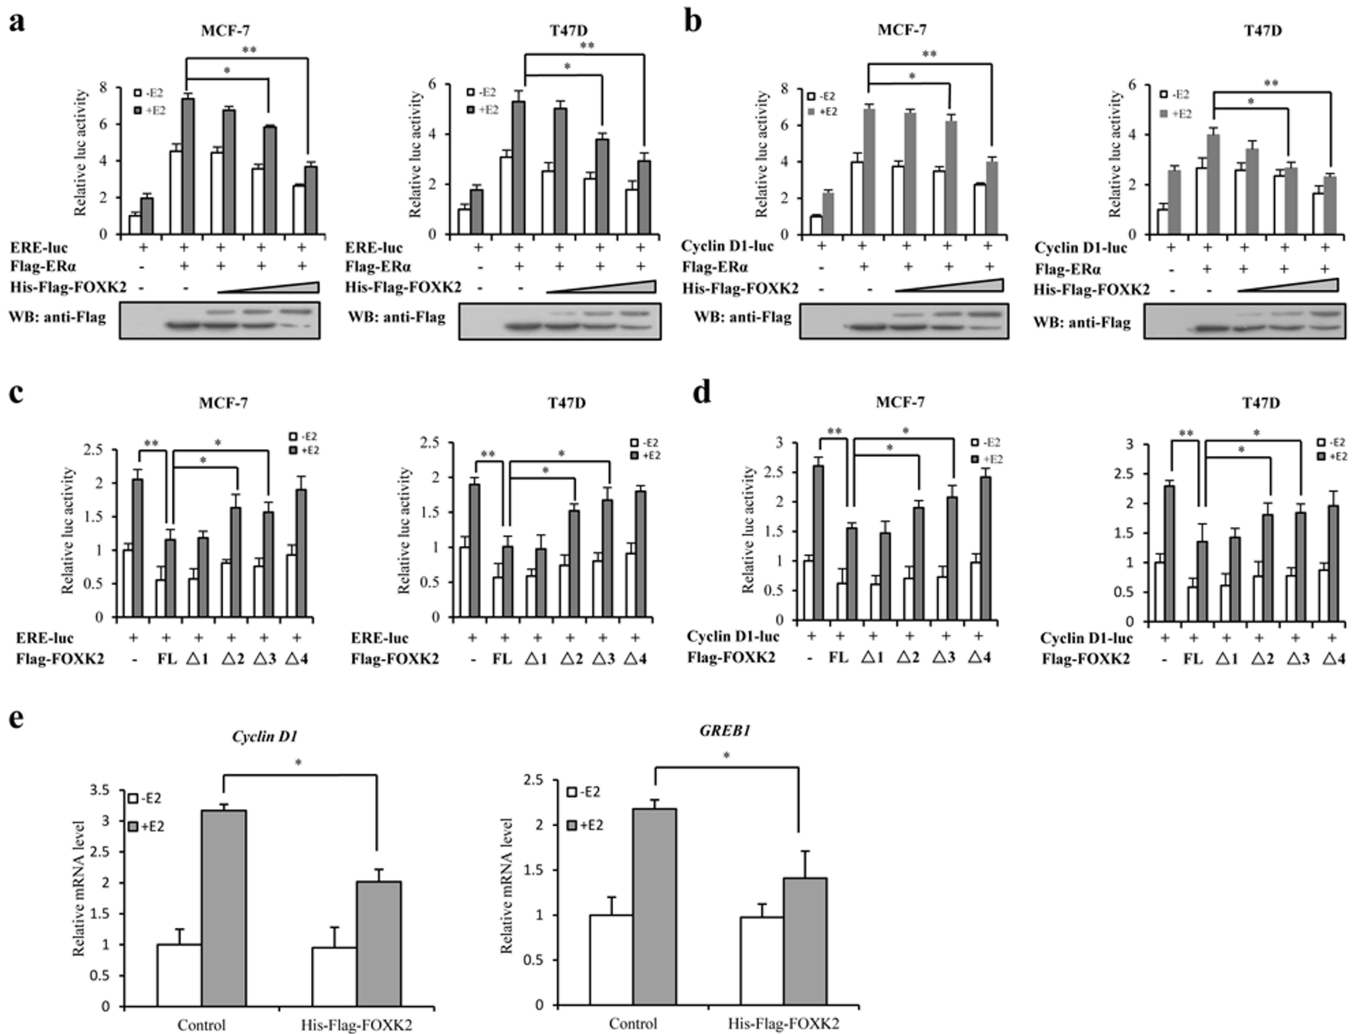 a
MCF-7
**
*
Relative luc activity
8
6
4
2
0
-E2
+E2
ERE-luc + + + + +
Flag-ERα - + + + +
His-Flag-FOXK2 - -
WB: anti-Flag
T47D
**
*
Relative luc activity
6
4
2
0
-E2
+E2
ERE-luc + + + + +
Flag-ERα - + + + +
His-Flag-FOXK2 - -
WB: anti-Flag
b
MCF-7
**
*
Relative luc activity
8
6
4
2
0
-E2
+E2
Cyclin D1-luc + + + + +
Flag-ERα - + + + +
His-Flag-FOXK2 - -
WB: anti-Flag
T47D
**
*
Relative luc activity
6
4
2
0
-E2
+E2
Cyclin D1-luc + + + + +
Flag-ERα - + + + +
His-Flag-FOXK2 - -
WB: anti-Flag
c
MCF-7
** *
*
Relative luc activity
2.5
2
1.5
1
0.5
0
-E2
+E2
ERE-luc + + + + + +
Flag-FOXK2 - FL △1 △2 △3 △4
T47D
** *
*
Relative luc activity
2.5
2
1.5
1
0.5
0
-E2
+E2
ERE-luc + + + + + +
Flag-FOXK2 - FL △1 △2 △3 △4
d
MCF-7
** *
*
Relative luc activity
3
2.5
2
1.5
1
0.5
0
-E2
+E2
Cyclin D1-luc + + + + + +
Flag-FOXK2 - FL △1 △2 △3 △4
T47D
** *
*
Relative luc activity
3
2.5
2
1.5
1
0.5
0
-E2
+E2
Cyclin D1-luc + + + + + +
Flag-FOXK2 - FL △1 △2 △3 △4
e
Cyclin D1
*
Relative mRNA level
3.5
3
2.5
2
1.5
1
0.5
0
-E2
+E2
Control His-Flag-FOXK2
GREB1
*
Relative mRNA level
2.5
2
1.5
1
0.5
0
-E2
+E2
Control His-Flag-FOXK2